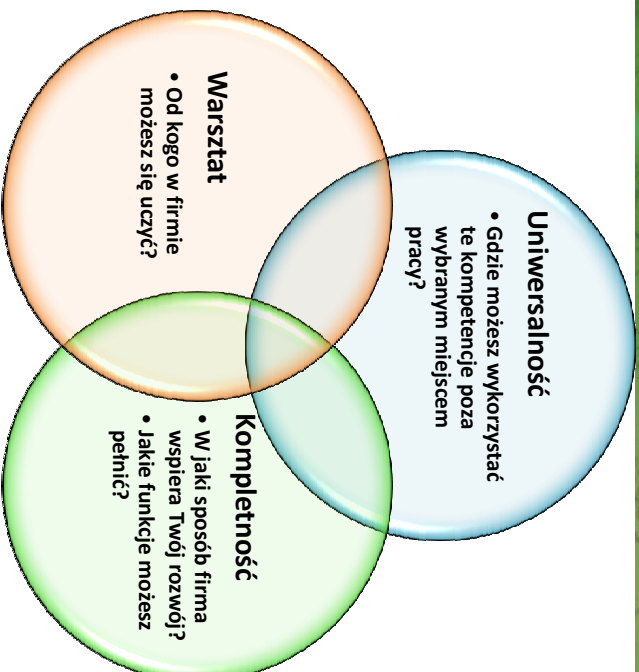 Uniwersalność
• Gdzie możesz wykorzystać
te kompetencje poza
wybranym miejscem
pracy?
Warsztat
• Od kogo w firmie
możesz się uczyć?
Kompletność
• W jaki sposób firma
wspiera Twój rozwój?
• Jakie funkcje możesz
pełnić?